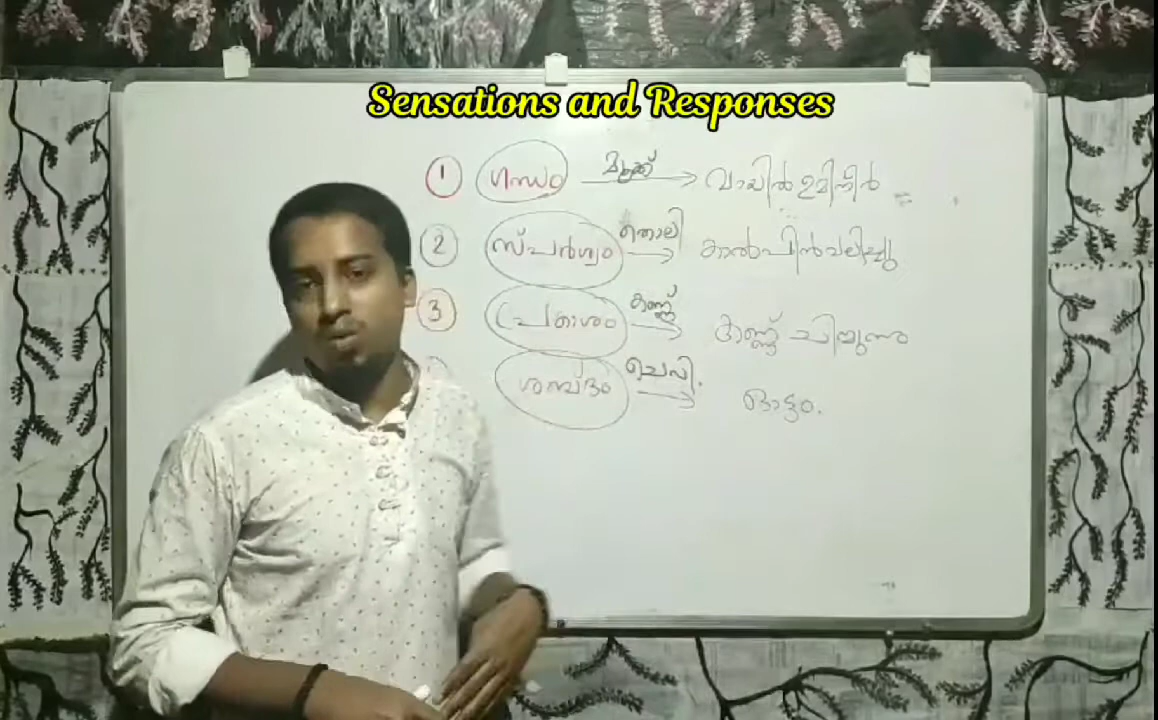 Sensations and Responses
1 ഗന്ധം മൂക്ക് → വായിൽ ഉമിനീർ
2 സ്പർശ്ശം തൊലി → കാൽ പിൻവലിച്ചു
3 പ്രകാശം കണ്ണ് → കണ്ണ് ചിമ്മുന്നു
ശബ്ദം ചെവി. → ഓട്ടം.